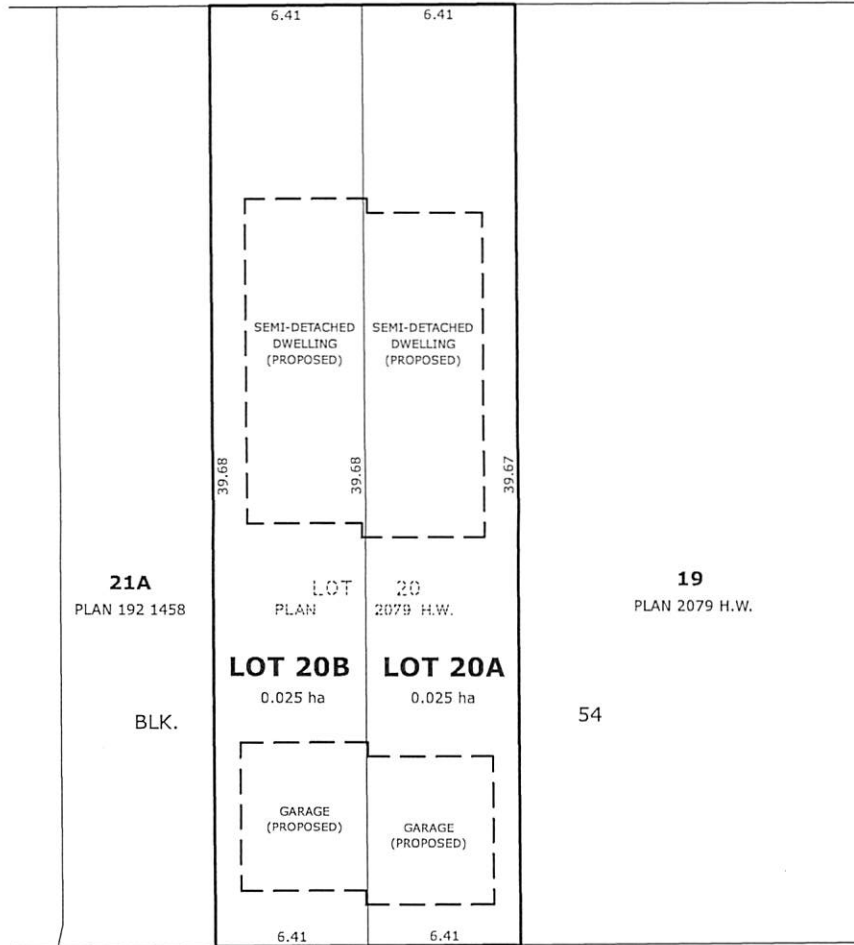 6.41 6.41
SEMI-DETACHED
DWELLING
(PROPOSED)
SEMI-DETACHED
DWELLING
(PROPOSED)
39.68
39.68
39.67
21A
PLAN 192 1458
LOT 20
PLAN 2079 H.W.
19
PLAN 2079 H.W.
LOT 20B
0.025 ha
LOT 20A
0.025 ha
BLK. 54
GARAGE
(PROPOSED)
GARAGE
(PROPOSED)
6.41 6.41